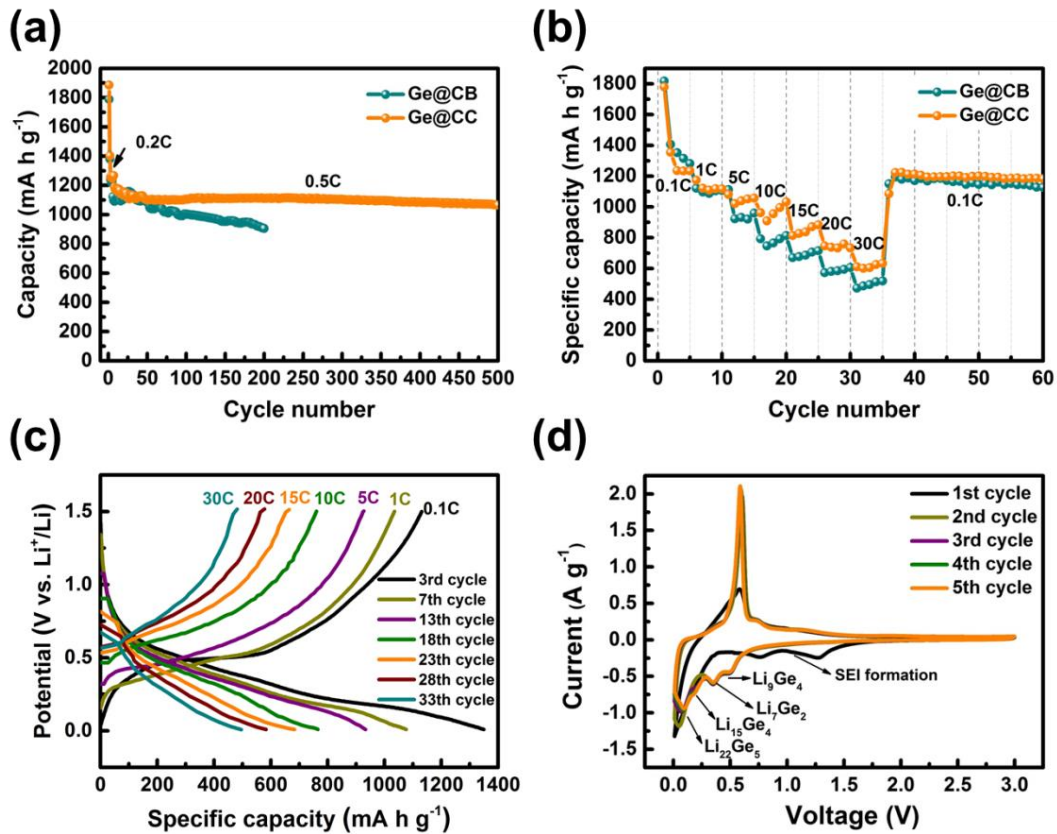 (a)
2000
1800
1600
1400
1200
1000
800
600
400
200
0
Capacity (mA h g⁻¹)
Ge@CB
Ge@CC
0.2C
0.5C
0 50 100 150 200 250 300 350 400 450 500
Cycle number
(b)
2000
1800
1600
1400
1200
1000
800
600
400
200
0
Specific capacity (mA h g⁻¹)
Ge@CB
Ge@CC
0.1C
1C
5C
10C
15C
20C
30C
0.1C
0 10 20 30 40 50 60
Cycle number
(c)
1.5
1.0
0.5
0.0
Potential (V vs. Li⁺/Li)
30C 20C 15C 10C 5C 1C 0.1C
3rd cycle
7th cycle
13th cycle
18th cycle
23th cycle
28th cycle
33th cycle
0 200 400 600 800 1000 1200 1400
Specific capacity (mA h g⁻¹)
(d)
2.0
1.5
1.0
0.5
0.0
-0.5
-1.0
-1.5
Current (A g⁻¹)
1st cycle
2nd cycle
3rd cycle
4th cycle
5th cycle
SEI formation
Li₉Ge₄
Li₇Ge₂
Li₁₅Ge₄
Li₂₂Ge₅
0.0 0.5 1.0 1.5 2.0 2.5 3.0
Voltage (V)